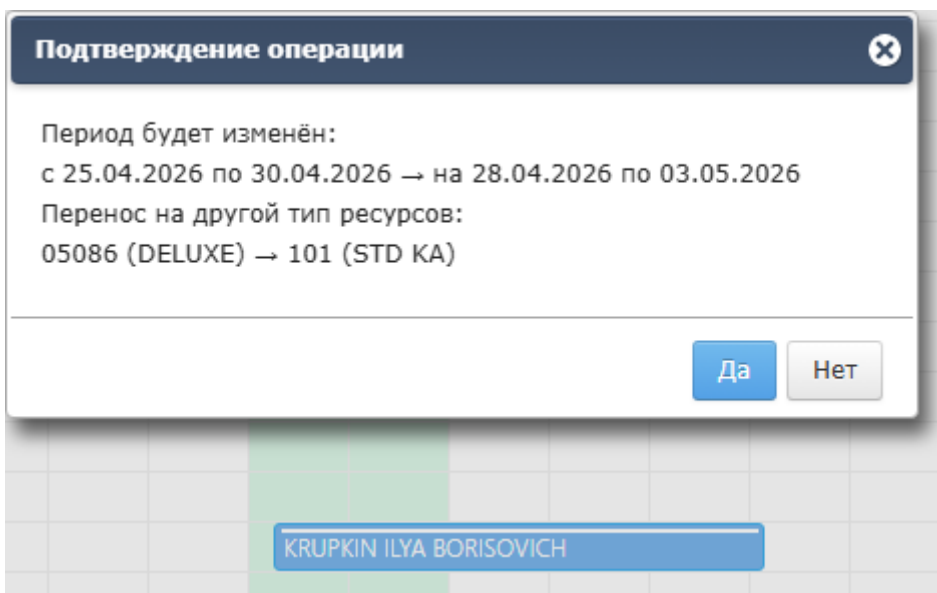 Подтверждение операции
Период будет изменён:
с 25.04.2026 по 30.04.2026 → на 28.04.2026 по 03.05.2026
Перенос на другой тип ресурсов:
05086 (DELUXE) → 101 (STD KA)
Да Нет
KRUPKIN ILYA BORISOVICH